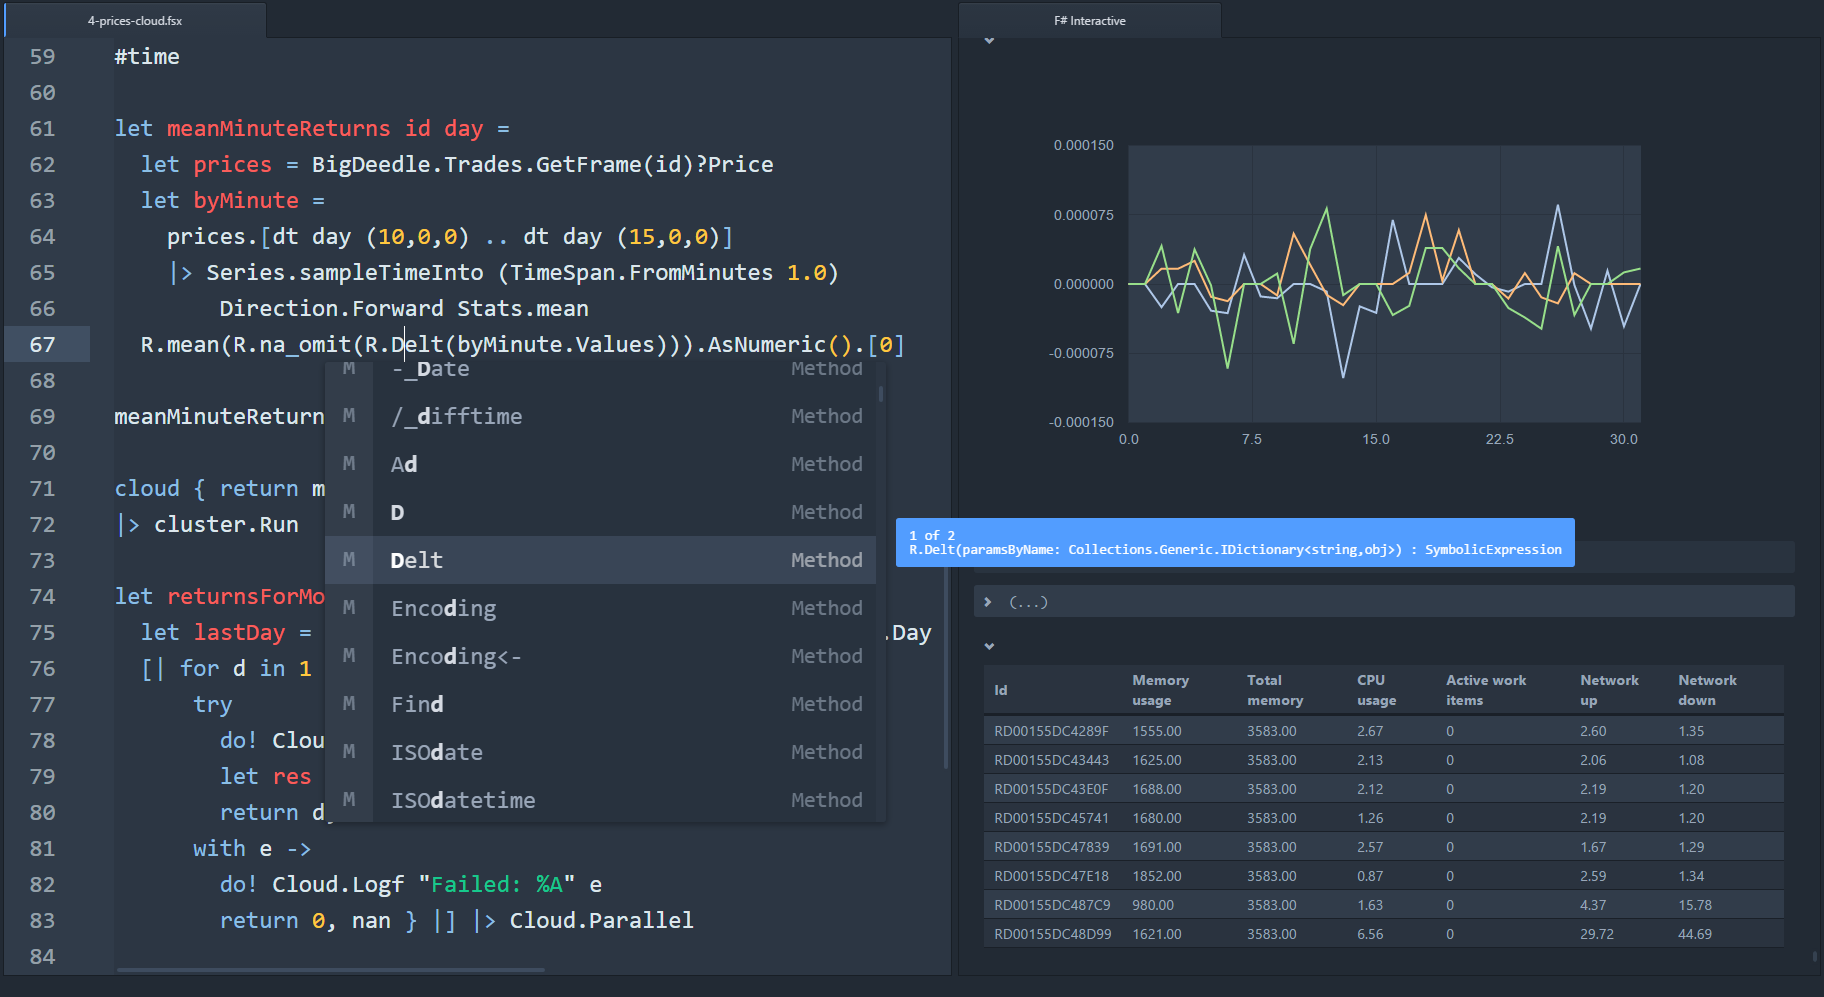 4-prices-cloud.fsx
59 #time
60
61 let meanMinuteReturns id day =
62 let prices = BigDeedle.Trades.GetFrame(id)?Price
63 let byMinute =
64 prices.[dt day (10,0,0) .. dt day (15,0,0)]
65 |> Series.sampleTimeInto (TimeSpan.FromMinutes 1.0)
66 Direction.Forward Stats.mean
67 R.mean(R.na_omit(R.Delt(byMinute.Values))).AsNumeric().[0]
68
69 meanMinuteReturn
70
71 cloud { return m
72 |> cluster.Run
73
74 let returnsForMo
75 let lastDay = .Day
76 [| for d in 1
77 try
78 do! Clou
79 let res
80 return d
81 with e ->
82 do! Cloud.Logf "Failed: %A" e
83 return 0, nan } |] |> Cloud.Parallel
84
M -_Date Method
M /_difftime Method
M Ad Method
M D Method
M Delt Method
M Encoding Method
M Encoding<- Method
M Find Method
M ISOdate Method
M ISOdatetime Method
1 of 2
R.Delt(paramsByName: Collections.Generic.IDictionary<string,obj>) : SymbolicExpression
F# Interactive
0.000150
0.000075
0.000000
-0.000075
-0.000150
0.0 7.5 15.0 22.5 30.0
(...)
Id Memory usage Total memory CPU usage Active work items Network up Network down
RD00155DC4289F 1555.00 3583.00 2.67 0 2.60 1.35
RD00155DC43443 1625.00 3583.00 2.13 0 2.06 1.08
RD00155DC43E0F 1688.00 3583.00 2.12 0 2.19 1.20
RD00155DC45741 1680.00 3583.00 1.26 0 2.19 1.20
RD00155DC47839 1691.00 3583.00 2.57 0 1.67 1.29
RD00155DC47E18 1852.00 3583.00 0.87 0 2.59 1.34
RD00155DC487C9 980.00 3583.00 1.63 0 4.37 15.78
RD00155DC48D99 1621.00 3583.00 6.56 0 29.72 44.69